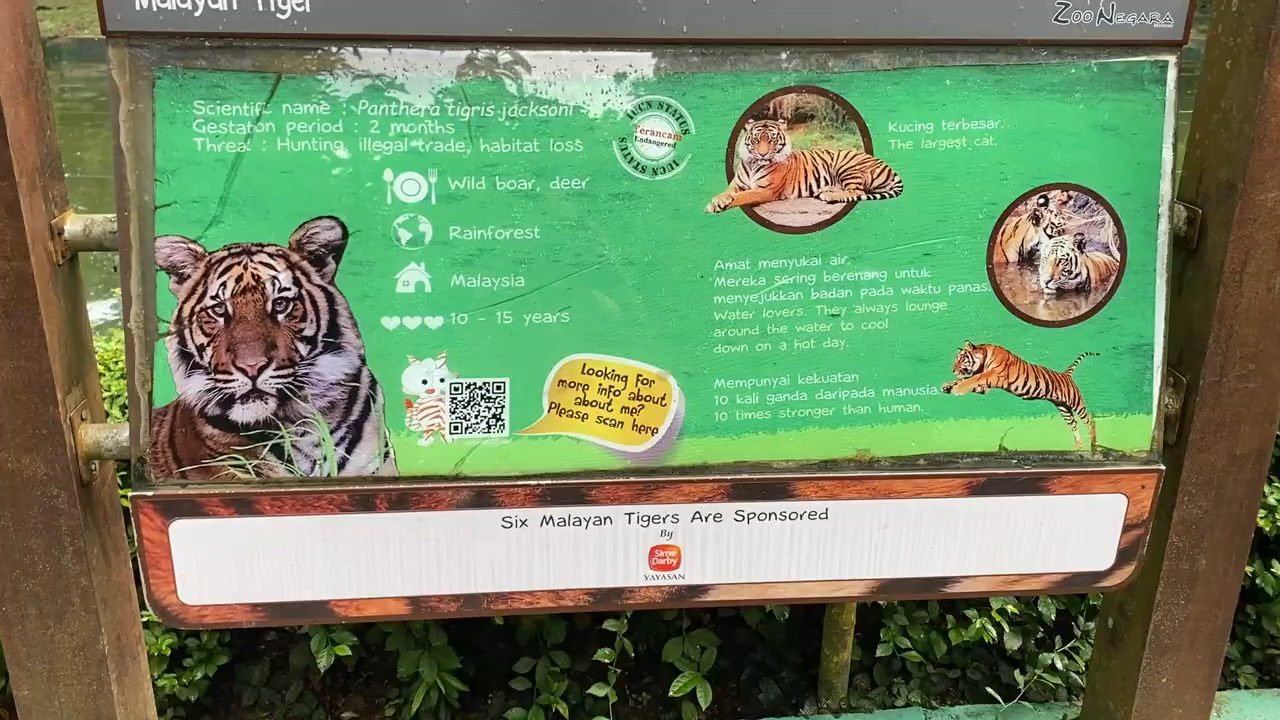 Malayan Tiger
ZOO NEGARA
Scientific name : Panthera tigris jacksoni
Gestaton period : 2 months
Threat : Hunting, illegal trade, habitat loss
IUCN STATUS
Terancam
Endangered
IUCN STATUS
Wild boar, deer
Rainforest
Malaysia
10 - 15 years
Looking For
more info about
about me?
Please scan here
Kucing terbesar.
The largest cat.
Amat menyukai air.
Mereka sering berenang untuk
menyejukkan badan pada waktu panas.
Water lovers. They always lounge
around the water to cool
down on a hot day.
Mempunyai kekuatan
10 kali ganda daripada manusia.
10 times stronger than human.
Six Malayan Tigers Are Sponsored
By
Sime
Darby
YAYASAN